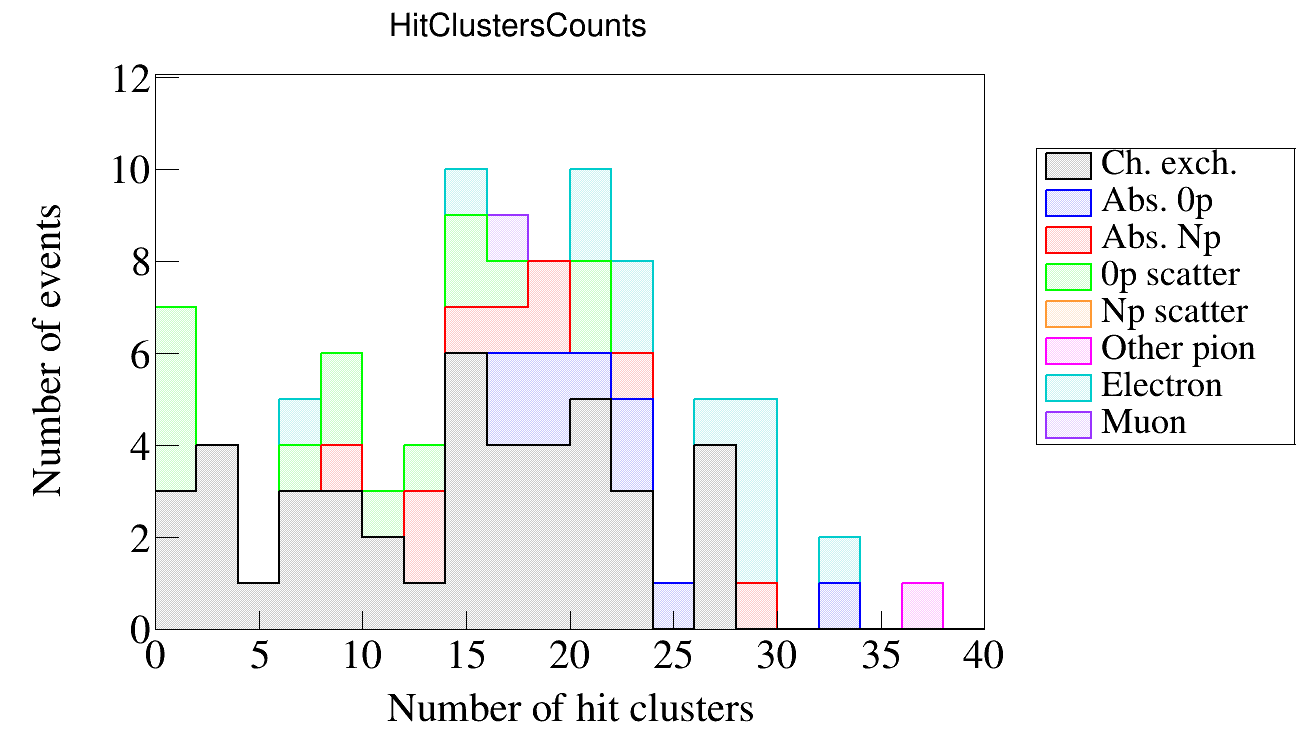 HitClustersCounts
Number of events
12
10
8
6
4
2
0
0 5 10 15 20 25 30 35 40
Number of hit clusters
Ch. exch.
Abs. 0p
Abs. Np
0p scatter
Np scatter
Other pion
Electron
Muon